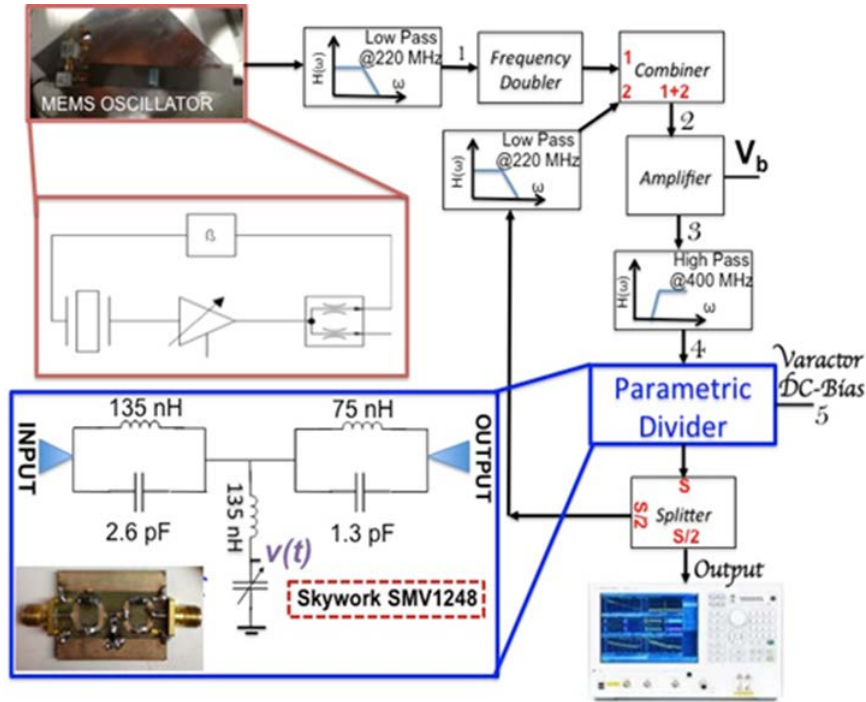 MEMS OSCILLATOR
Low Pass
@220 MHz
H(ω)
ω
1
Frequency
Doubler
1
2
Combiner
1+2
2
Low Pass
@220 MHz
H(ω)
ω
Amplifier
V_b
3
High Pass
@400 MHz
H(ω)
ω
4
ß
Parametric
Divider
Varactor
DC-Bias
5
INPUT
135 nH
2.6 pF
135 nH
v(t)
75 nH
1.3 pF
OUTPUT
Skywork SMV1248
S
S/2
Splitter
S/2
Output